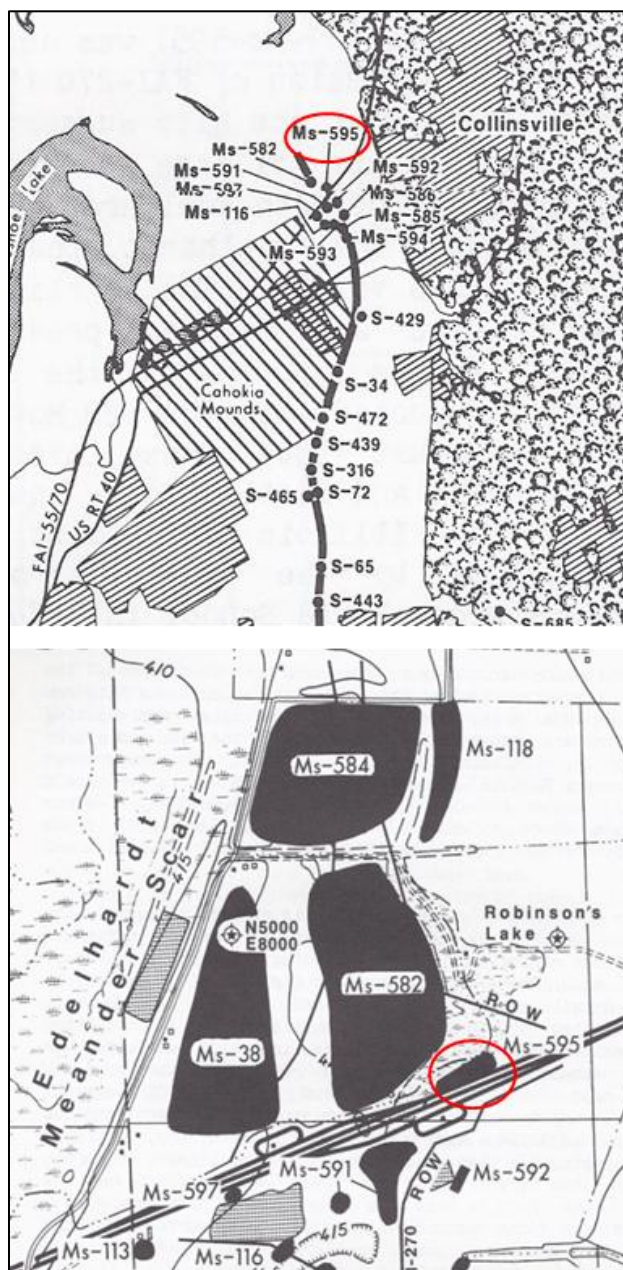 Collinsville
Ms-595
Ms-582
Ms-591
Ms-597
Ms-116
Ms-592
Ms-586
Ms-585
Ms-594
Ms-593
Lake
S-429
S-34
Cahokia
Mounds
S-472
S-439
S-316
S-465
S-72
FAI-55/70
US RT 40
S-65
S-443
S-685
410
Ms-584
Ms-118
Edelhardt
Meander Scar
415
N5000
E8000
Robinson's
Lake
Ms-582
ROW
Ms-38
Ms-595
Ms-591
ROW
Ms-592
Ms-597
Ms-113
Ms-116
415
I-270